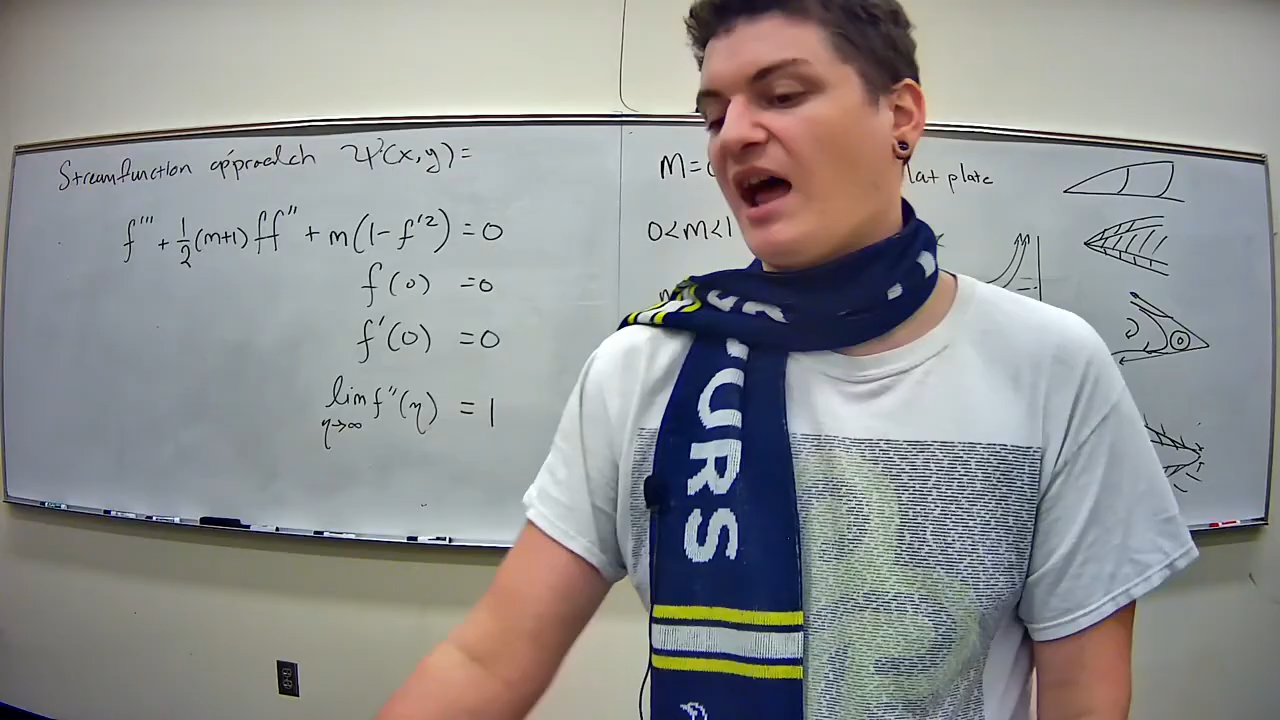 Streamfunction approach Ψ(x,y)=
f''' + 1/2 (m+1) ff'' + m(1-f'²) = 0
f(0) = 0
f'(0) = 0
lim f''(η) = 1
η→∞
M=
lat plate
0<m<1
URS